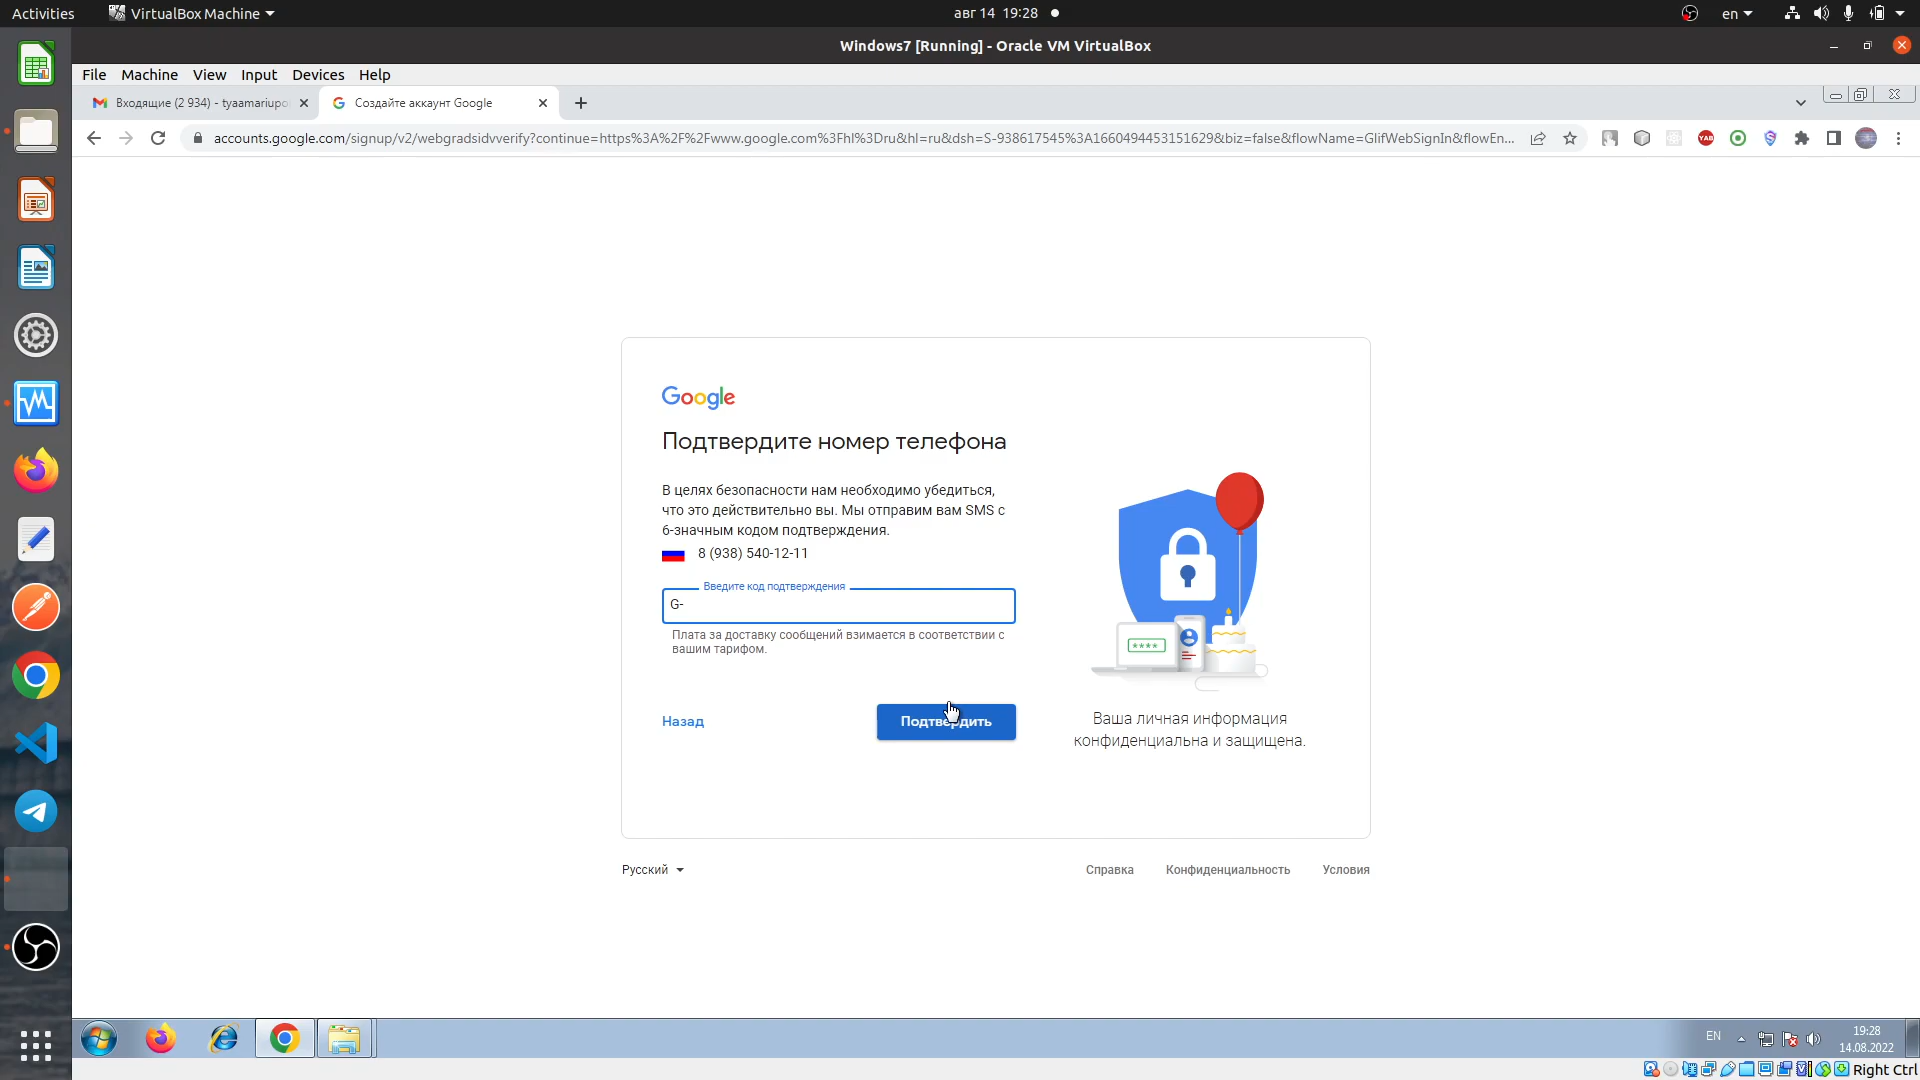 Activities
VirtualBox Machine
авг 14 19:28
en
Windows7 [Running] - Oracle VM VirtualBox
File Machine View Input Devices Help
Входящие (2 934) - tyaamariupo
Создайте аккаунт Google
accounts.google.com/signup/v2/webgradsidvverify?continue=https%3A%2F%2Fwww.google.com%3Fhl%3Dru&hl=ru&dsh=S-938617545%3A1660494453151629&biz=false&flowName=GlifWebSignIn&flowEn...
YAB
Google
Подтвердите номер телефона
В целях безопасности нам необходимо убедиться,
что это действительно вы. Мы отправим вам SMS с
6-значным кодом подтверждения.
8 (938) 540-12-11
Введите код подтверждения
G-
Плата за доставку сообщений взимается в соответствии с
вашим тарифом.
Назад
Подтвердить
****
Ваша личная информация
конфиденциальна и защищена.
Русский
Справка
Конфиденциальность
Условия
EN
19:28
14.08.2022
Right Ctrl